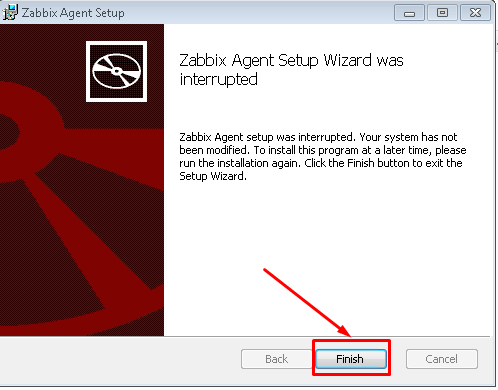 Zabbix Agent Setup
Zabbix Agent Setup Wizard was
interrupted
Zabbix Agent setup was interrupted. Your system has not
been modified. To install this program at a later time, please
run the installation again. Click the Finish button to exit the
Setup Wizard.
Back Finish Cancel